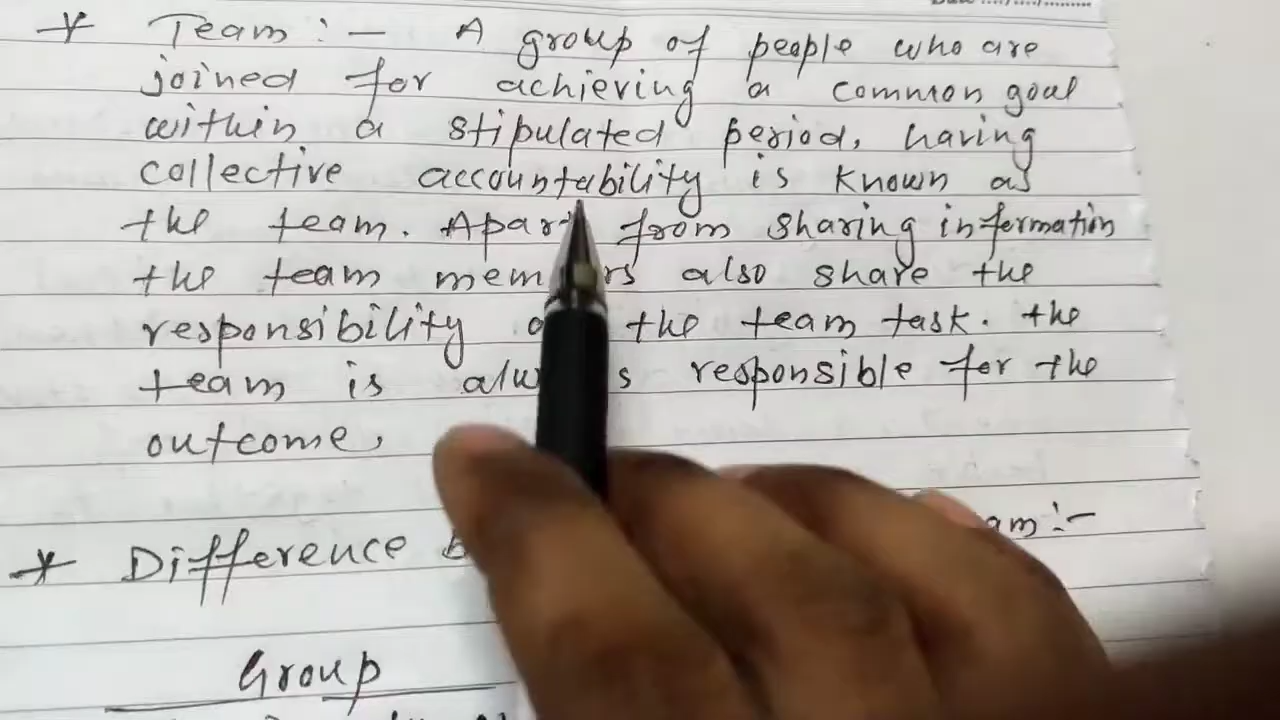 * Team :- A group of people who are
joined for achieving a common goal
within a stipulated period, having
collective accountability is known as
the team. Apart from sharing information
the team also share the
responsibility the team task. the
team is responsible for the
outcome,
* Difference :-
Group